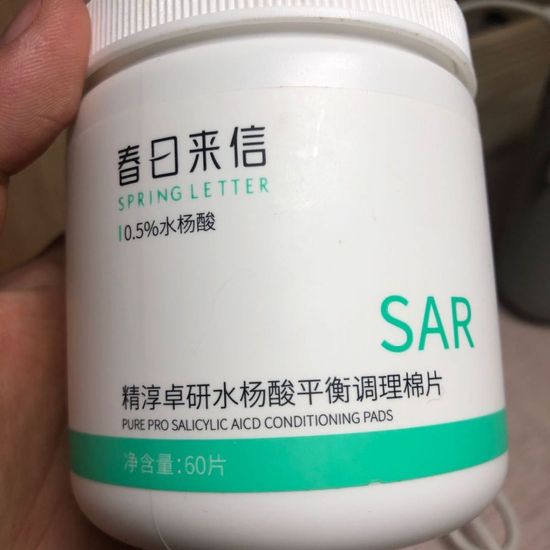 春日来信
SPRING LETTER
0.5%水杨酸
SAR
精淳卓研水杨酸平衡调理棉片
PURE PRO SALICYLIC AICD CONDITIONING PADS
净含量:60片